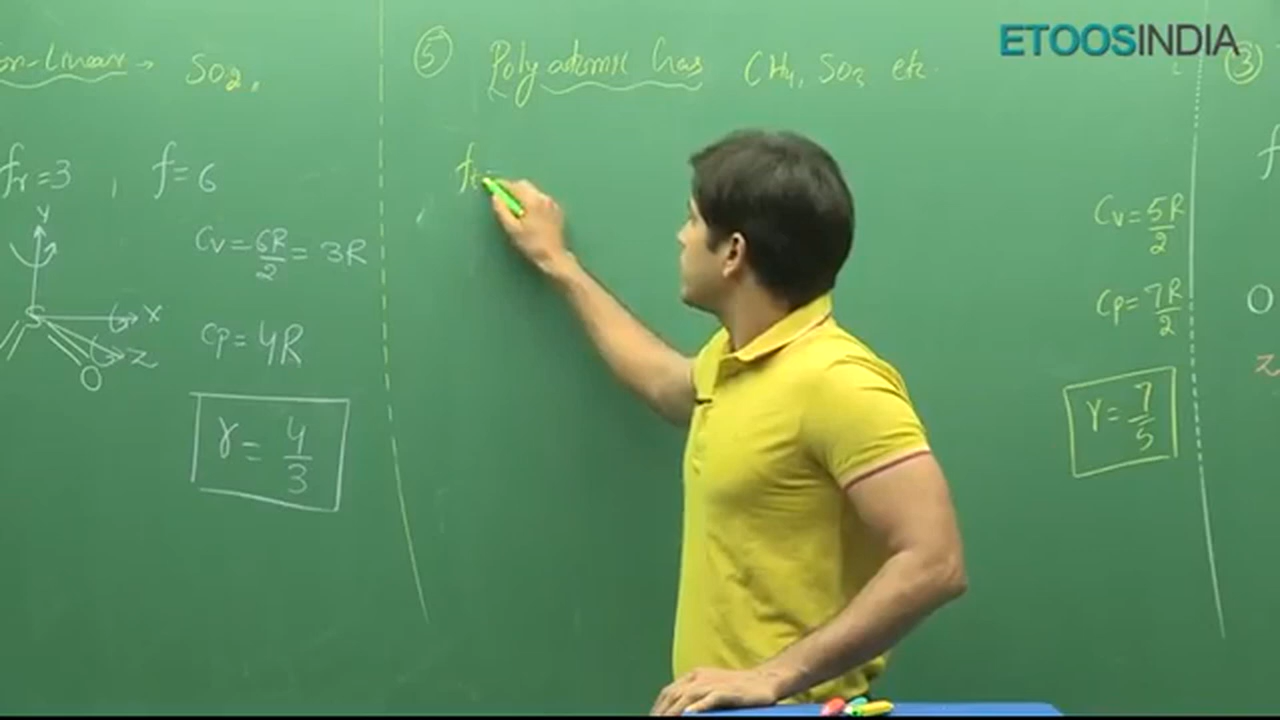 ETOOSINDIA
on-Linear → SO2,
fr=3 , f=6
Y
Cv=6R/2=3R
S
X
Z
O
Cp=4R
γ=4/3
⑤ Polyatomic Gas CH4, SO3 etc.
ft
Cv=5R/2
Cp=7R/2
γ=7/5
③
f
O
Z